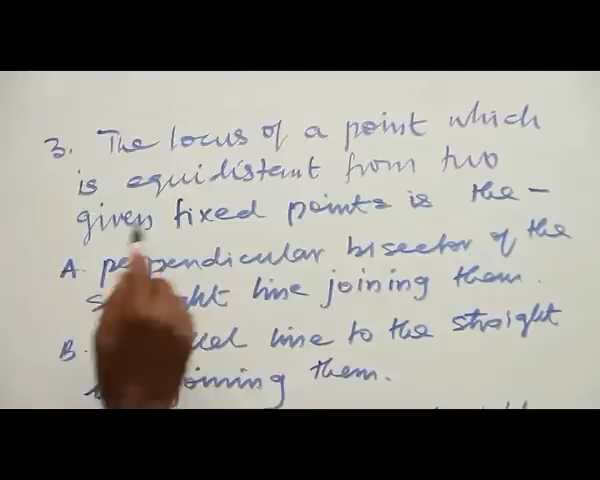 3. The locus of a point which
is equidistant from two
given fixed points is the -
A. perpendicular bisector of the
line joining them.
B. line to the straight
joining them.